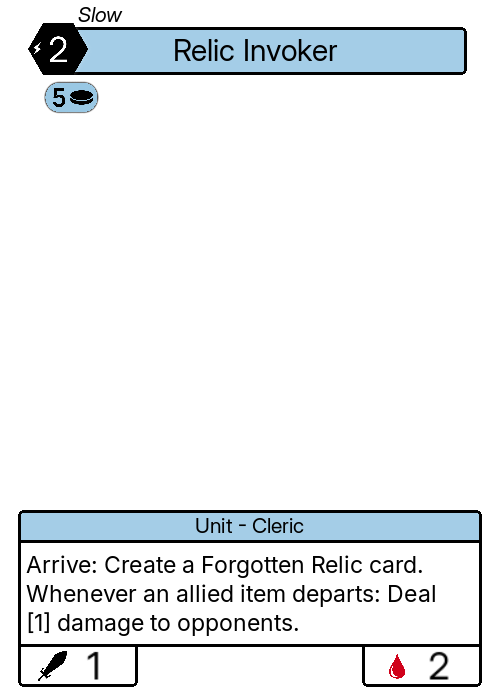 Slow
2
Relic Invoker
5
Unit - Cleric
Arrive: Create a Forgotten Relic card.
Whenever an allied item departs: Deal
[1] damage to opponents.
1
2